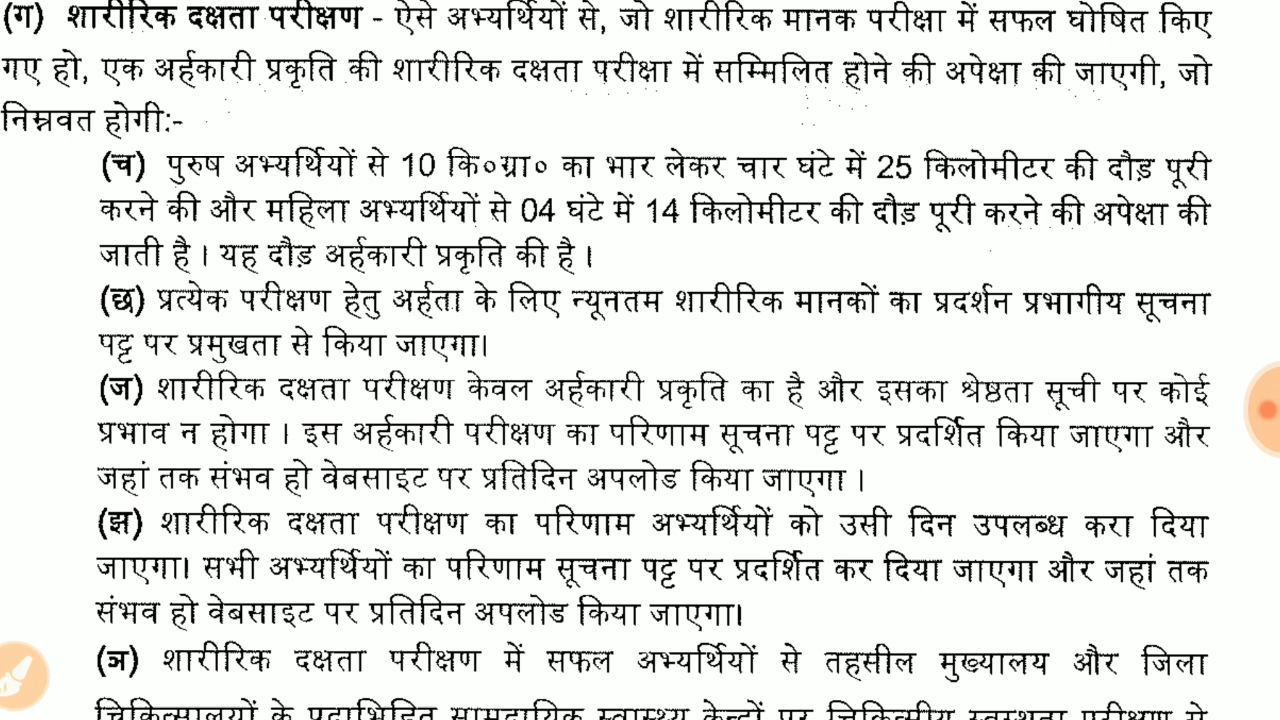 (ग) शारीरिक दक्षता परीक्षण - ऐसे अभ्यर्थियों से, जो शारीरिक मानक परीक्षा में सफल घोषित किए
गए हो, एक अर्हकारी प्रकृति की शारीरिक दक्षता परीक्षा में सम्मिलित होने की अपेक्षा की जाएगी, जो
निम्नवत होगी:-
(च) पुरुष अभ्यर्थियों से 10 कि०ग्रा० का भार लेकर चार घंटे में 25 किलोमीटर की दौड़ पूरी
करने की और महिला अभ्यर्थियों से 04 घंटे में 14 किलोमीटर की दौड़ पूरी करने की अपेक्षा की
जाती है। यह दौड़ अर्हकारी प्रकृति की है।
(छ) प्रत्येक परीक्षण हेतु अर्हता के लिए न्यूनतम शारीरिक मानकों का प्रदर्शन प्रभागीय सूचना
पट्ट पर प्रमुखता से किया जाएगा।
(ज) शारीरिक दक्षता परीक्षण केवल अर्हकारी प्रकृति का है और इसका श्रेष्ठता सूची पर कोई
प्रभाव न होगा। इस अर्हकारी परीक्षण का परिणाम सूचना पट्ट पर प्रदर्शित किया जाएगा और
जहां तक संभव हो वेबसाइट पर प्रतिदिन अपलोड किया जाएगा।
(झ) शारीरिक दक्षता परीक्षण का परिणाम अभ्यर्थियों को उसी दिन उपलब्ध करा दिया
जाएगा। सभी अभ्यर्थियों का परिणाम सूचना पट्ट पर प्रदर्शित कर दिया जाएगा और जहां तक
संभव हो वेबसाइट पर प्रतिदिन अपलोड किया जाएगा।
(ञ) शारीरिक दक्षता परीक्षण में सफल अभ्यर्थियों से तहसील मुख्यालय और जिला
चिकित्सालयों के पदाभिहित सामुदायिक स्वास्थ्य केन्द्रों पर चिकित्सीय स्वस्थता परीक्षण से